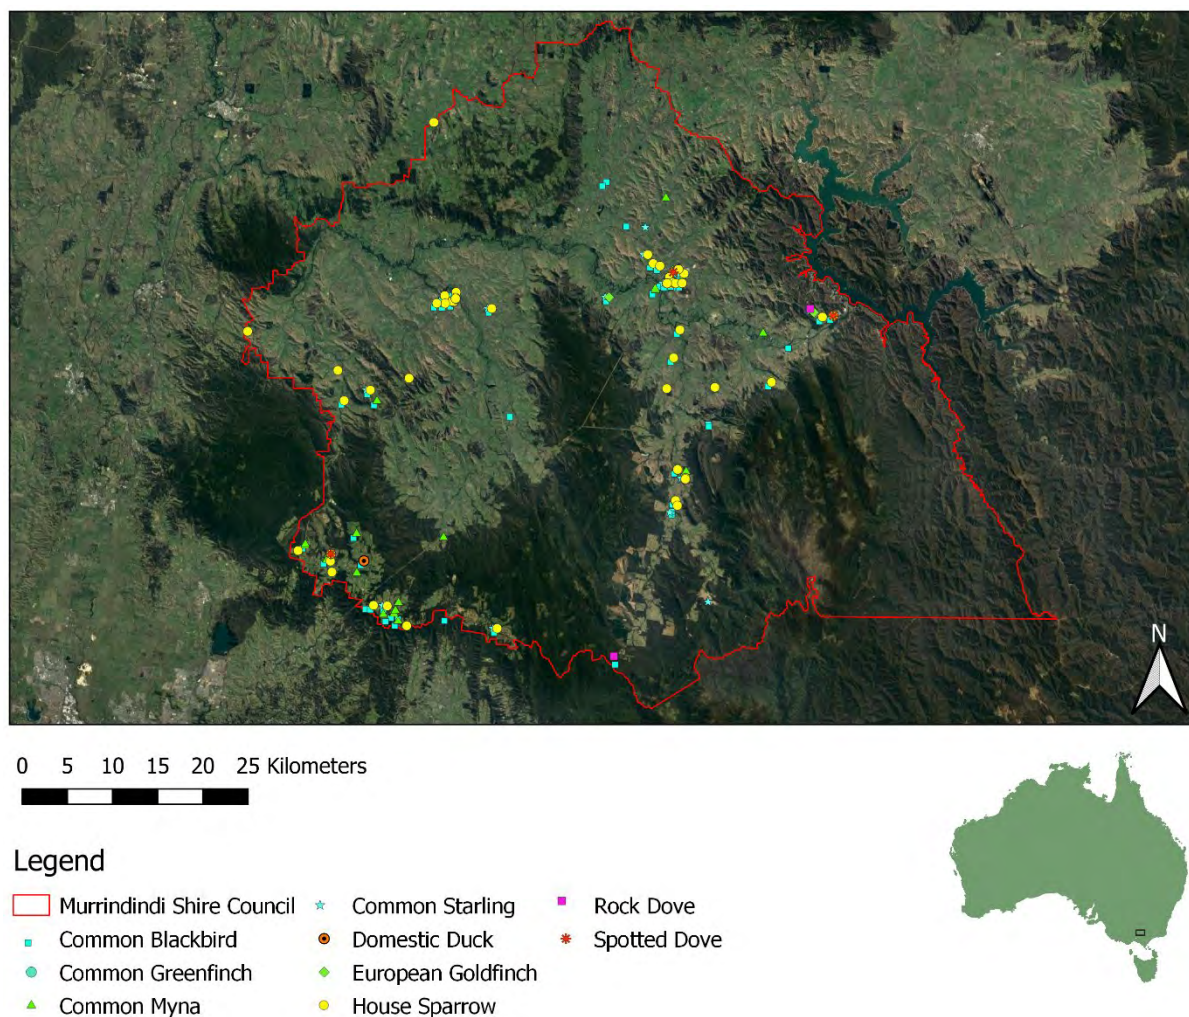 N
0 5 10 15 20 25 Kilometers
Legend
Murrindindi Shire Council
Common Blackbird
Common Greenfinch
Common Myna
Common Starling
Domestic Duck
European Goldfinch
House Sparrow
Rock Dove
Spotted Dove